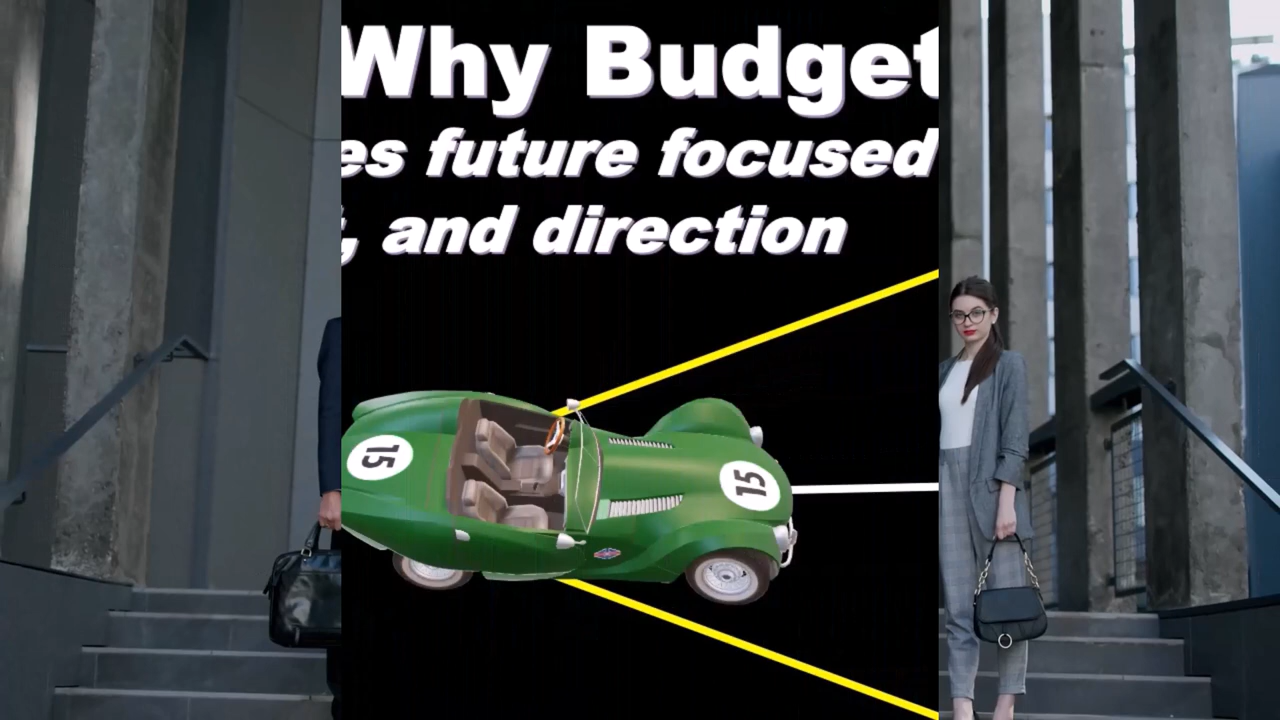 Why Budget
es future focused
, and direction
15
15